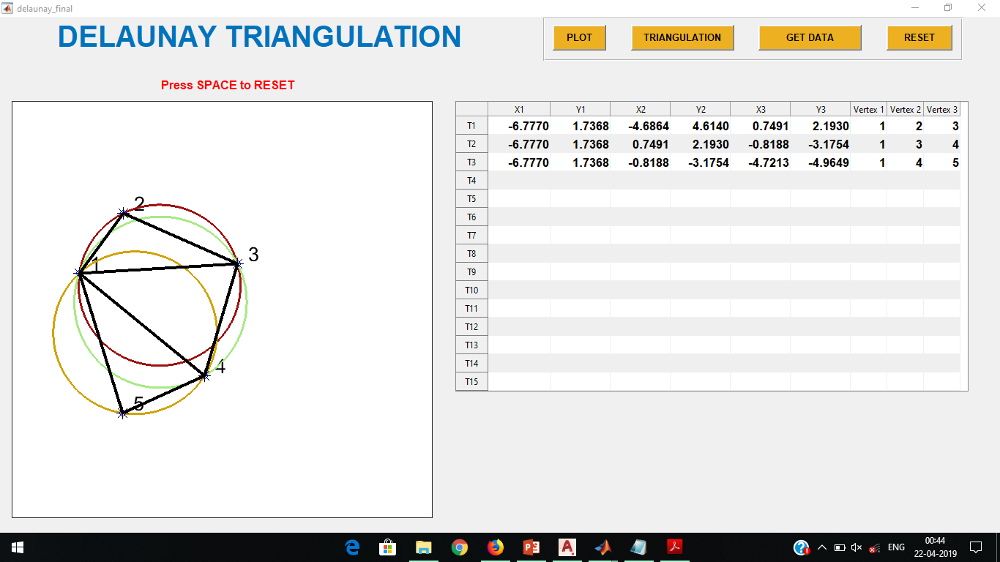 delaunay_final
DELAUNAY TRIANGULATION
PLOT TRIANGULATION GET DATA RESET
Press SPACE to RESET
X1 Y1 X2 Y2 X3 Y3 Vertex 1 Vertex 2 Vertex 3
T1 -6.7770 1.7368 -4.6864 4.6140 0.7491 2.1930 1 2 3
T2 -6.7770 1.7368 0.7491 2.1930 -0.8188 -3.1754 1 3 4
T3 -6.7770 1.7368 -0.8188 -3.1754 -4.7213 -4.9649 1 4 5
T4
T5
T6
T7
T8
T9
T10
T11
T12
T13
T14
T15
2
3
1
4
5
ENG
00:44
22-04-2019